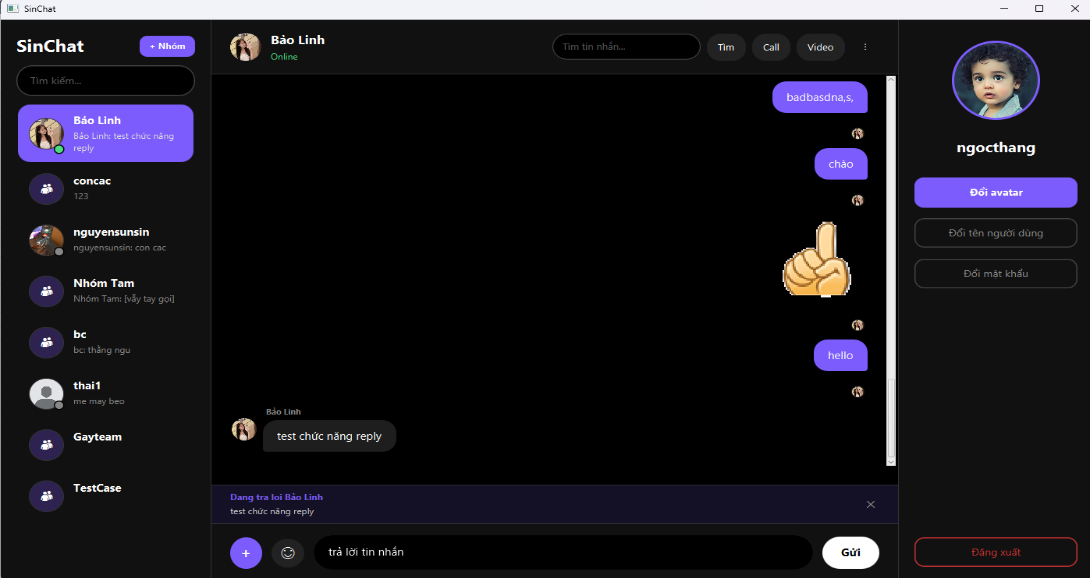 SinChat
SinChat
+ Nhóm
Tìm kiếm...
Bảo Linh
Bảo Linh: test chức năng
reply
concac
123
nguyensunsin
nguyensunsin: con cac
Nhóm Tam
Nhóm Tam: [vẫy tay gọi]
bc
bc: thằng ngu
thai1
me may beo
Gayteam
TestCase
Bảo Linh
Online
Tìm tin nhắn...
Tìm
Call
Video
badbasdna,s,
chào
hello
Bảo Linh
test chức năng reply
Dang tra loi Bảo Linh
test chức năng reply
+
trả lời tin nhắn
Gửi
ngocthang
Đổi avatar
Đổi tên người dùng
Đổi mật khẩu
Đăng xuất